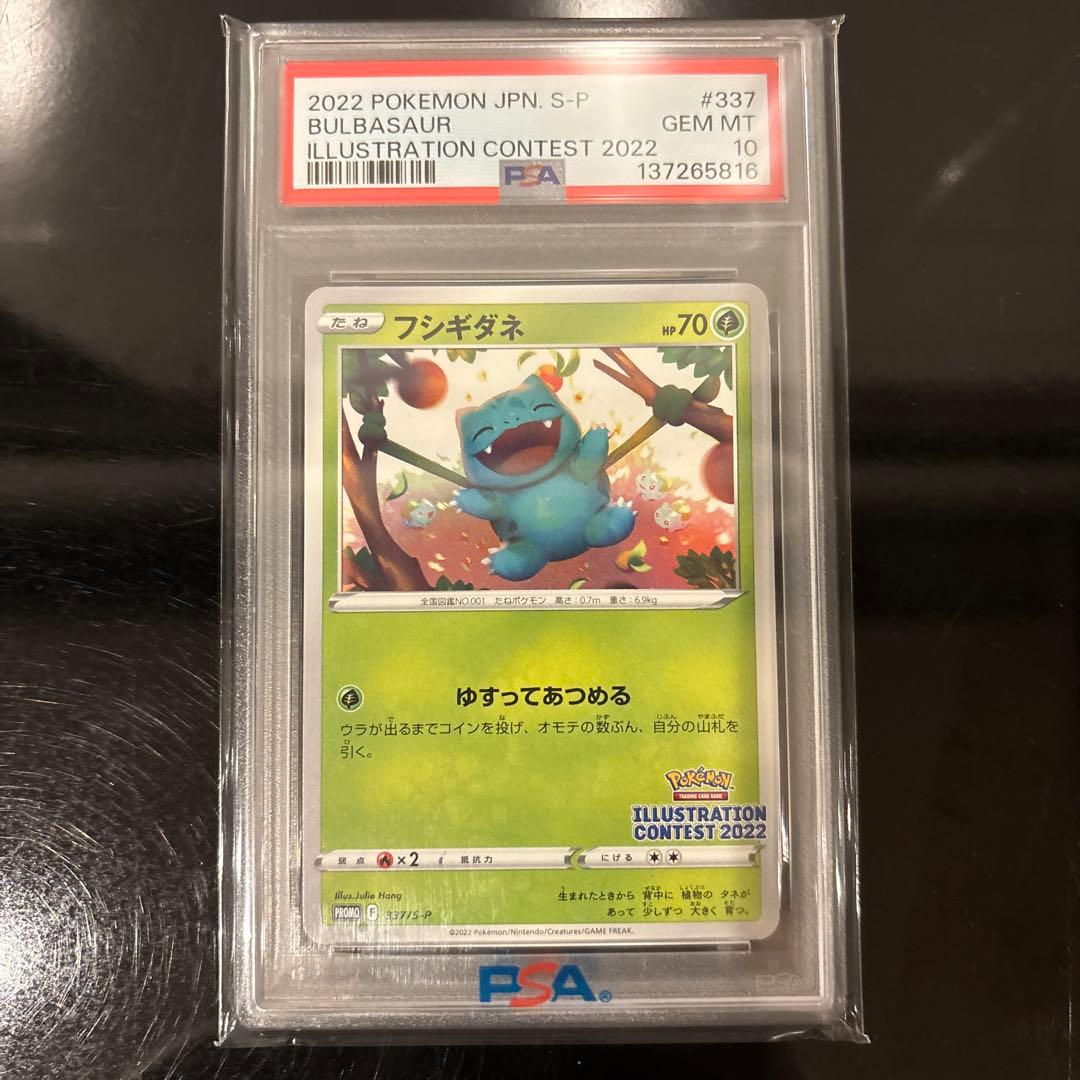 2022 POKEMON JPN. S-P #337
BULBASAUR GEM MT
ILLUSTRATION CONTEST 2022 10
PSA 137265816
たね フシギダネ HP70
全国図鑑NO.001 たねポケモン 高さ:0.7m 重さ:6.9kg
ゆすってあつめる
ウラが出るまでコインを投げ、オモテの数ぶん、自分の山札を
引く。
POKéMON
TRADING CARD GAME
ILLUSTRATION
CONTEST 2022
弱点 ×2 抵抗力 にげる
Illus.Julie Hang
生まれたときから 背中に 植物の タネが
あって 少しずつ 大きく 育つ。
PROMO F 337/S-P
©2022 Pokémon/Nintendo/Creatures/GAME FREAK.
PSA®